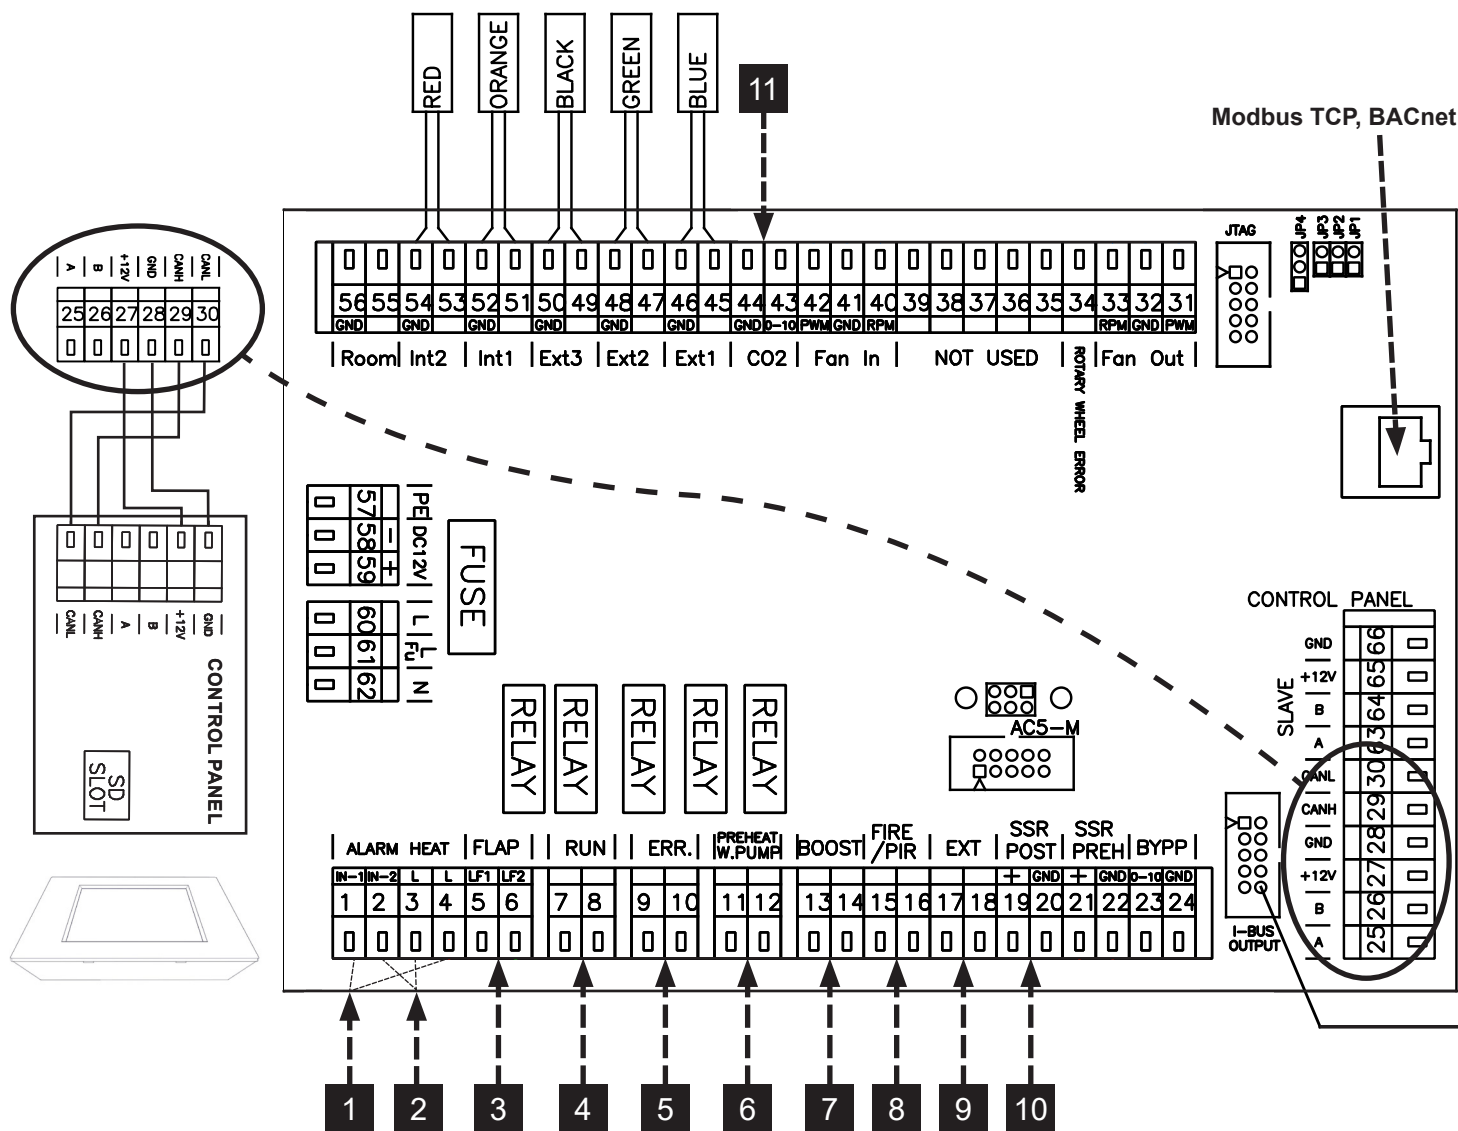 RED
ORANGE
BLACK
GREEN
BLUE
11
Modbus TCP, BACnet
JTAG
JP4
JP3
JP2
JP1
A
B
+12V
GND
CANH
CANL
25 26 27 28 29 30
56 55 54 53 52 51 50 49 48 47 46 45 44 43 42 41 40 39 38 37 36 35 34 33 32 31
GND GND GND GND GND GND GND 0-10 PWM GND RPM RPM GND PWM
Room Int2 Int1 Ext3 Ext2 Ext1 CO2 Fan In NOT USED Fan Out
ROTARY WHEEL ERROR
57 PE
58 -
59 +
DC12V
60 L
61 L
Fu
62 N
FUSE
CANL
CANH
A
B
+12V
GND
CONTROL PANEL
SD
SLOT
RELAY
RELAY
RELAY
RELAY
RELAY
AC5-M
CONTROL PANEL
SLAVE
GND 66
+12V 65
B 64
A 63
CANL 30
CANH 29
GND 28
+12V 27
B 26
A 25
I-BUS
OUTPUT
ALARM HEAT FLAP RUN ERR. PREHEAT
W.PUMP BOOST FIRE
/PIR EXT SSR
POST SSR
PREH BYPP
IN-1 IN-2 L L LF1 LF2 + GND + GND 0-10 GND
1 2 3 4 5 6 7 8 9 10 11 12 13 14 15 16 17 18 19 20 21 22 23 24
1 2 3 4 5 6 7 8 9 10